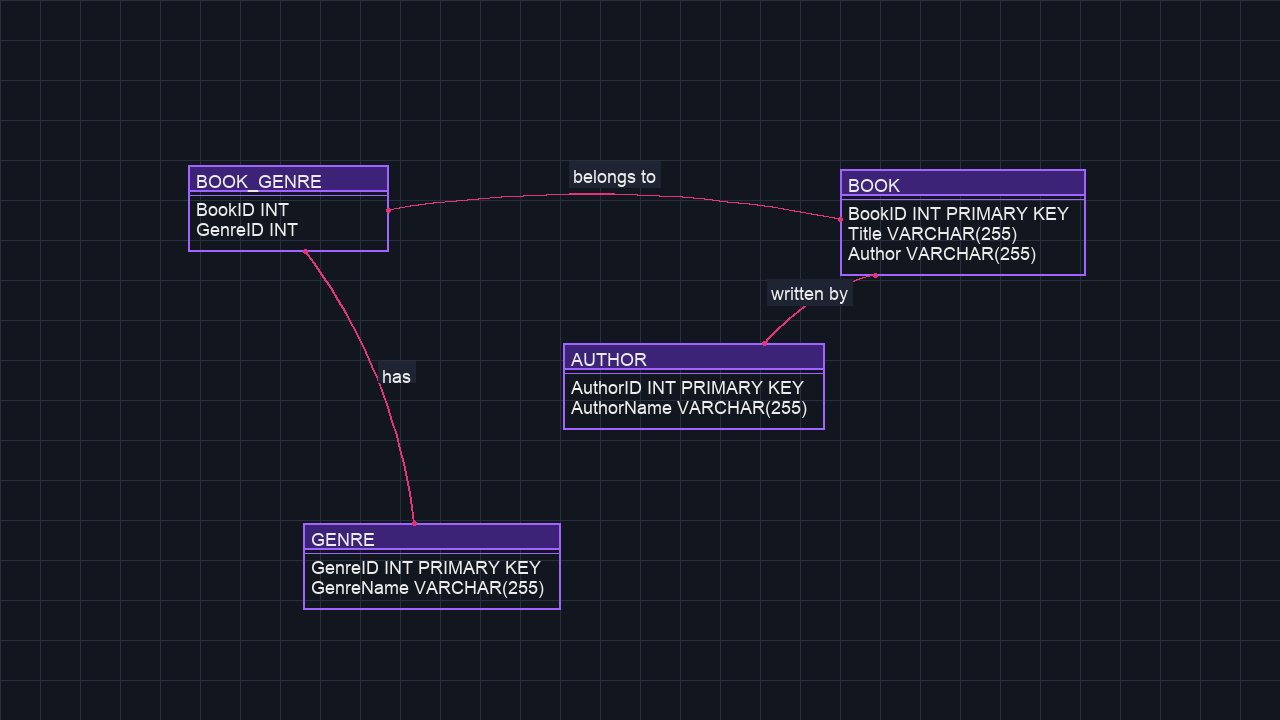 BOOK_GENRE
BookID INT
GenreID INT
belongs to
BOOK
BookID INT PRIMARY KEY
Title VARCHAR(255)
Author VARCHAR(255)
written by
AUTHOR
AuthorID INT PRIMARY KEY
AuthorName VARCHAR(255)
has
GENRE
GenreID INT PRIMARY KEY
GenreName VARCHAR(255)